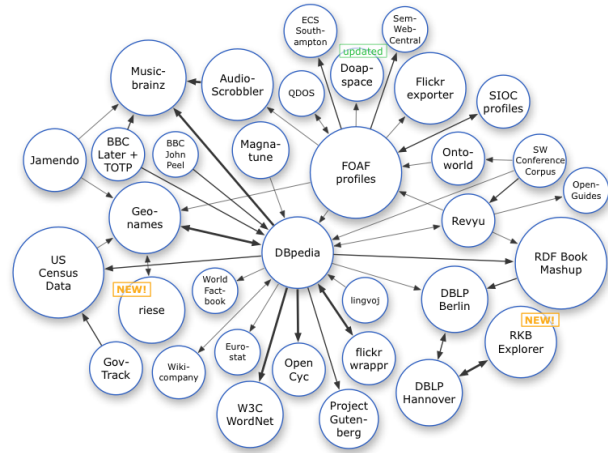 ECS
South-
ampton
Sem-
Web-
Central
updated
Doap-
space
Music-
brainz
Audio-
Scrobbler
QDOS
Flickr
exporter
SIOC
profiles
Jamendo
BBC
Later +
TOTP
BBC
John
Peel
Magna-
tune
FOAF
profiles
Onto-
world
SW
Conference
Corpus
Open-
Guides
Geo-
names
Revyu
DBpedia
US
Census
Data
RDF Book
Mashup
NEW!
riese
World
Fact-
book
lingvoj
DBLP
Berlin
NEW!
RKB
Explorer
Gov-
Track
Wiki-
company
Euro-
stat
Open
Cyc
flickr
wrappr
DBLP
Hannover
W3C
WordNet
Project
Guten-
berg